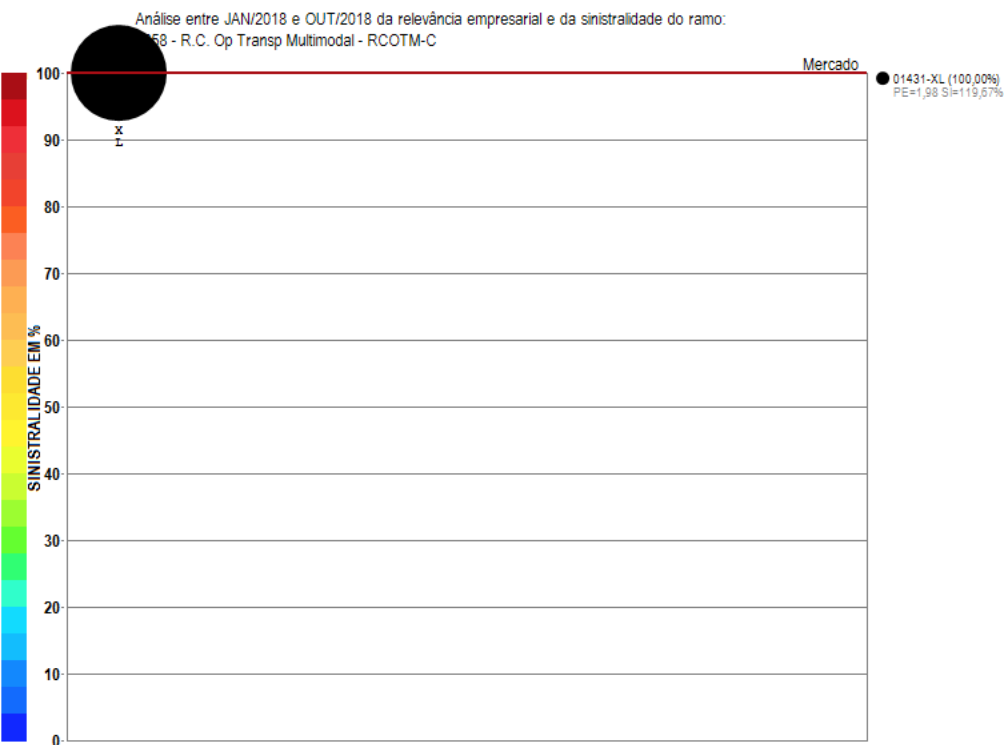 Análise entre JAN/2018 e OUT/2018 da relevância empresarial e da sinistralidade do ramo:
58 - R.C. Op Transp Multimodal - RCOTM-C
Mercado
01431-XL (100,00%)
PE=1,98 SI=119,67%
100
X
L
90
80
70
60
50
40
30
20
10
0
SINISTRALIDADE EM %